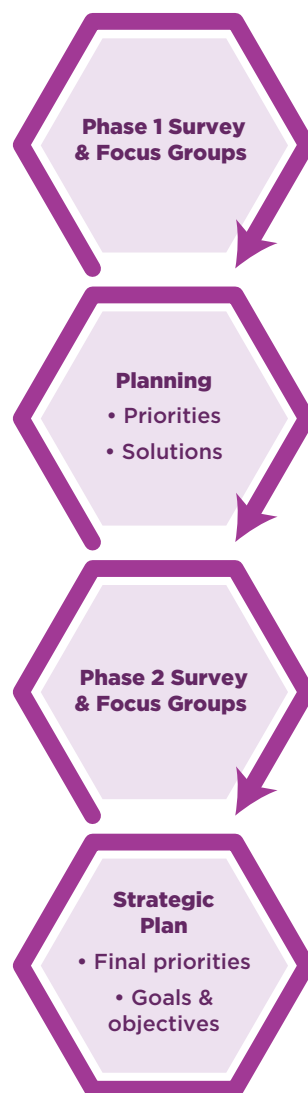 Phase 1 Survey
& Focus Groups
Planning
• Priorities
• Solutions
Phase 2 Survey
& Focus Groups
Strategic
Plan
• Final priorities
• Goals &
objectives